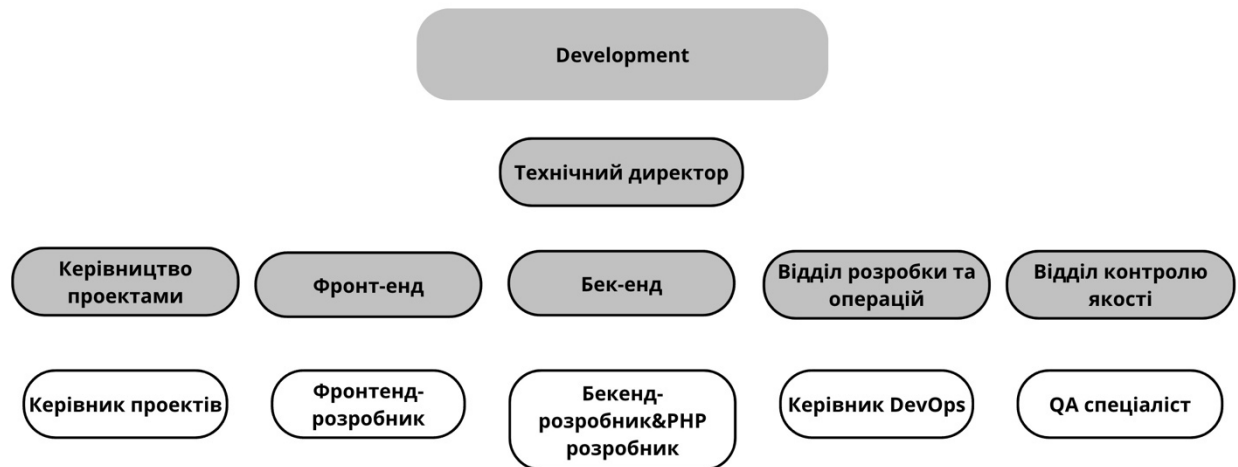 Development
Технічний директор
Керівництво
проектами
Фронт-енд
Бек-енд
Відділ розробки та
операцій
Відділ контролю
якості
Керівник проектів
Фронтенд-
розробник
Бекенд-
розробник&PHP
розробник
Керівник DevOps
QA спеціаліст